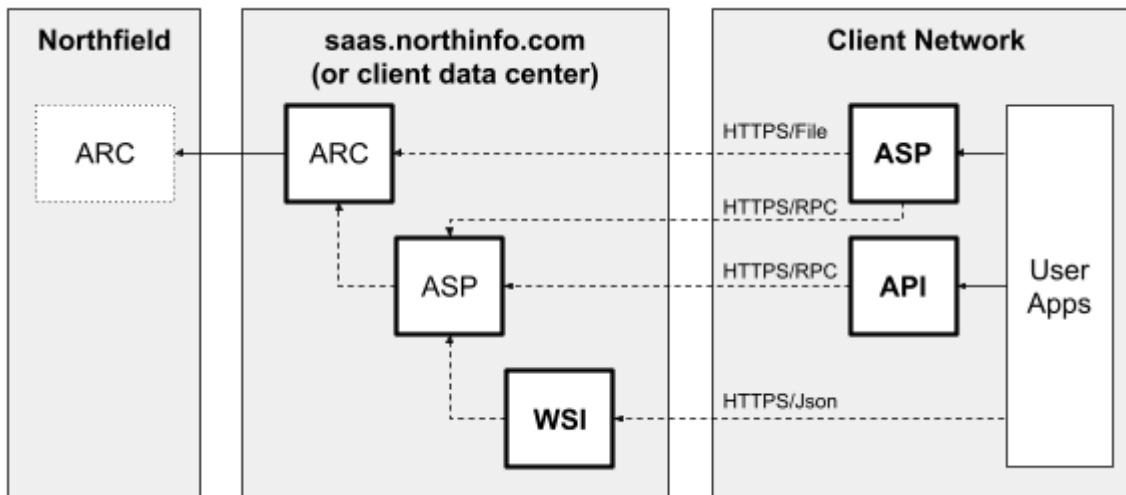 Northfield
ARC
saas.northinfo.com
(or client data center)
ARC
ASP
WSI
Client Network
HTTPS/File
ASP
HTTPS/RPC
HTTPS/RPC
API
HTTPS/Json
User
Apps